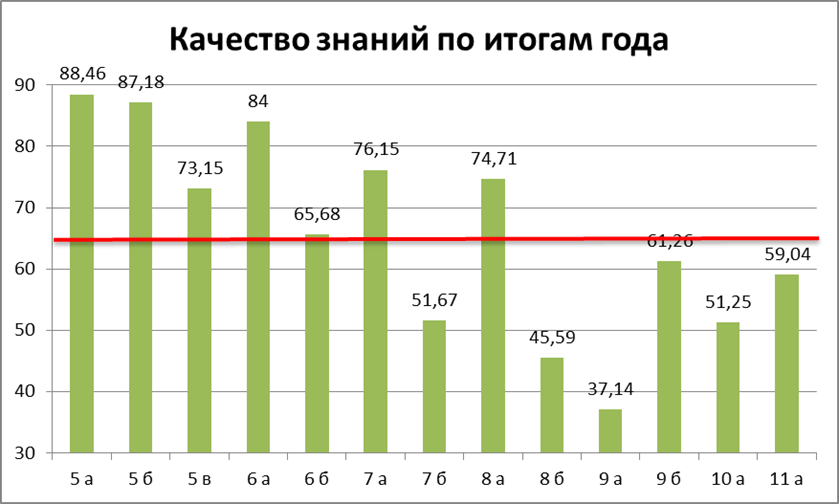 Качество знаний по итогам года
90
80
70
60
50
40
30
88,46
87,18
73,15
84
65,68
76,15
51,67
74,71
45,59
37,14
61,26
51,25
59,04
5 а
5 б
5 в
6 а
6 б
7 а
7 б
8 а
8 б
9 а
9 б
10 а
11 а